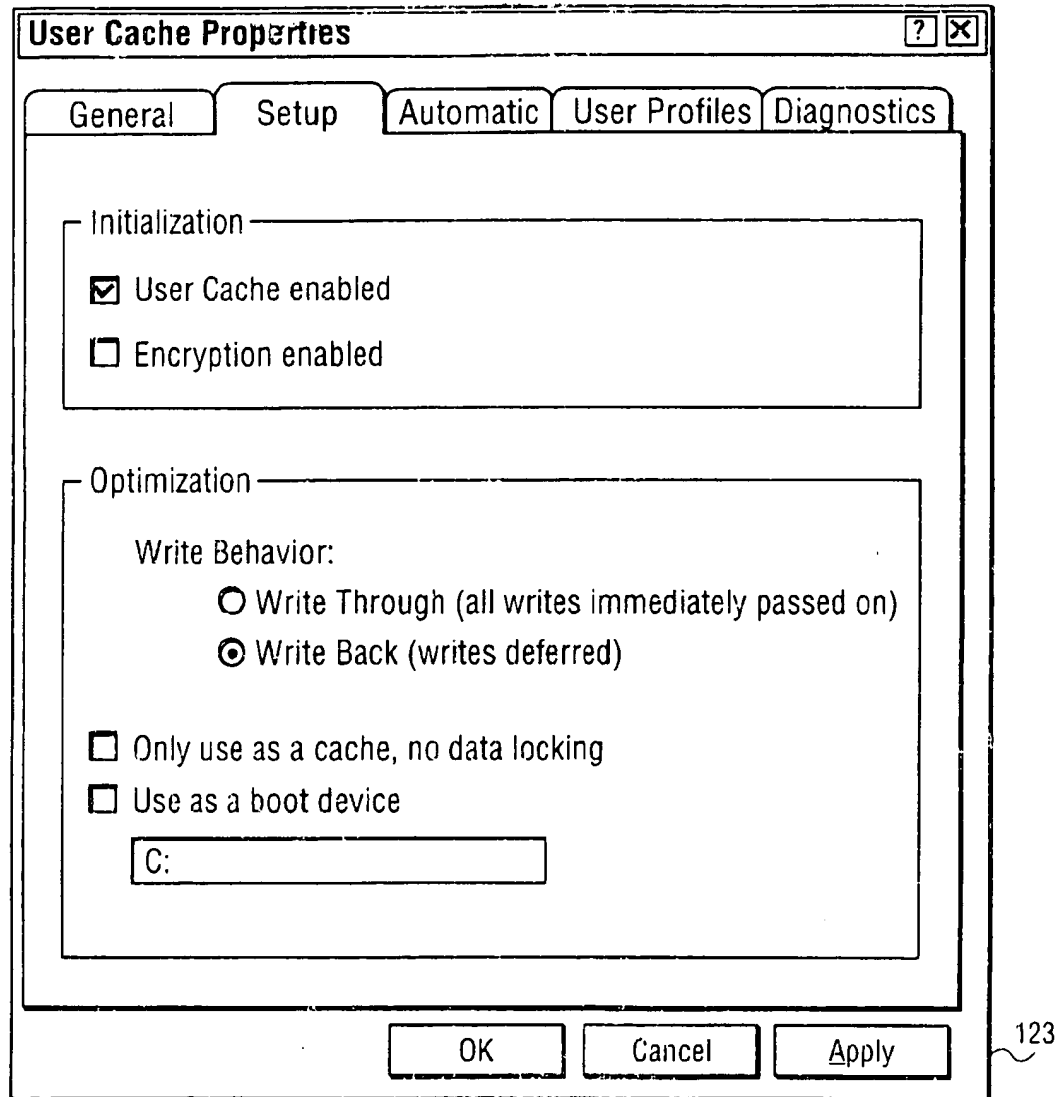 User Cache Properties ?
General Setup Automatic User Profiles Diagnostics
Initialization
User Cache enabled
Encryption enabled
Optimization
Write Behavior:
Write Through (all writes immediately passed on)
Write Back (writes deferred)
Only use as a cache, no data locking
Use as a boot device
C:
OK Cancel Apply
123